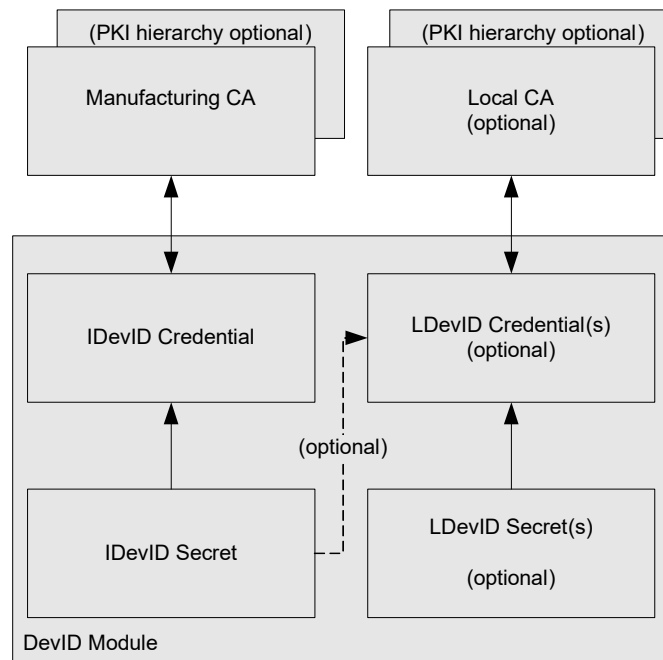 (PKI hierarchy optional)
Manufacturing CA
(PKI hierarchy optional)
Local CA
(optional)
IDevID Credential
LDevID Credential(s)
(optional)
(optional)
IDevID Secret
LDevID Secret(s)
(optional)
DevID Module